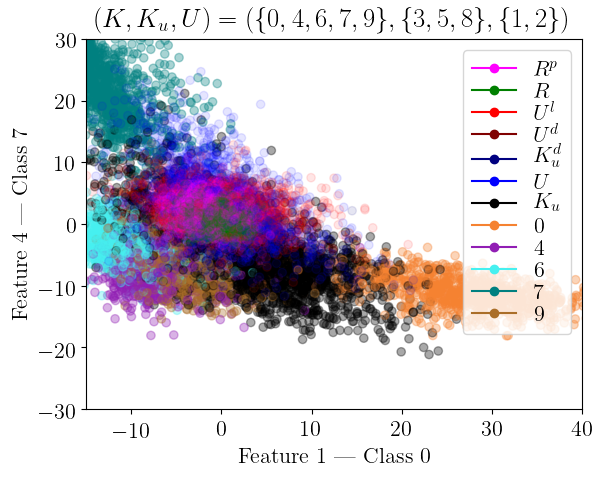 (K, K_u, U) = ({0, 4, 6, 7, 9}, {3, 5, 8}, {1, 2})
30
20
10
0
−10
−20
−30
Feature 4 — Class 7
R^p
R
U^l
U^d
K_u^d
U
K_u
0
4
6
7
9
−10
0
10
20
30
40
Feature 1 — Class 0